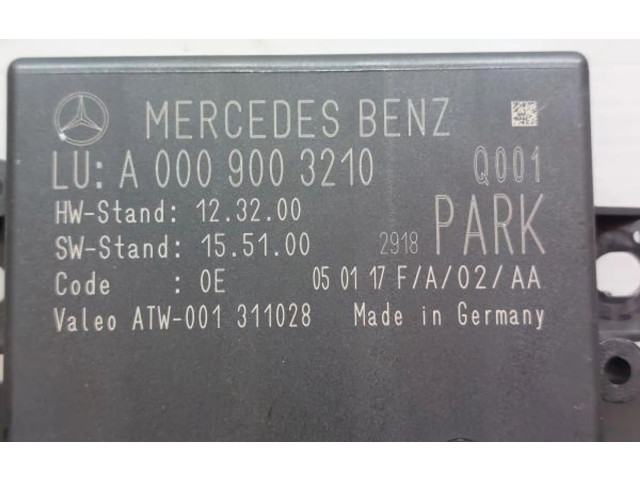 MERCEDES BENZ
LU: A 000 900 3210 Q001
HW-Stand: 12.32.00
SW-Stand: 15.51.00 2918 PARK
Code : 0E 05 01 17 F/A/02/AA
Valeo ATW-001 311028 Made in Germany